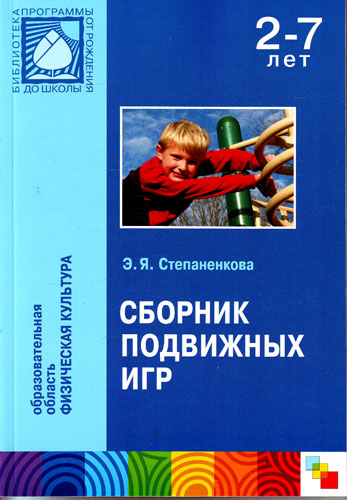 БИБЛИОТЕКА ПРОГРАММЫ ОТ РОЖДЕНИЯ ДО ШКОЛЫ
2-7
лет
Э. Я. Степаненкова
СБОРНИК
ПОДВИЖНЫХ
ИГР
образовательная
область
ФИЗИЧЕСКАЯ КУЛЬТУРА